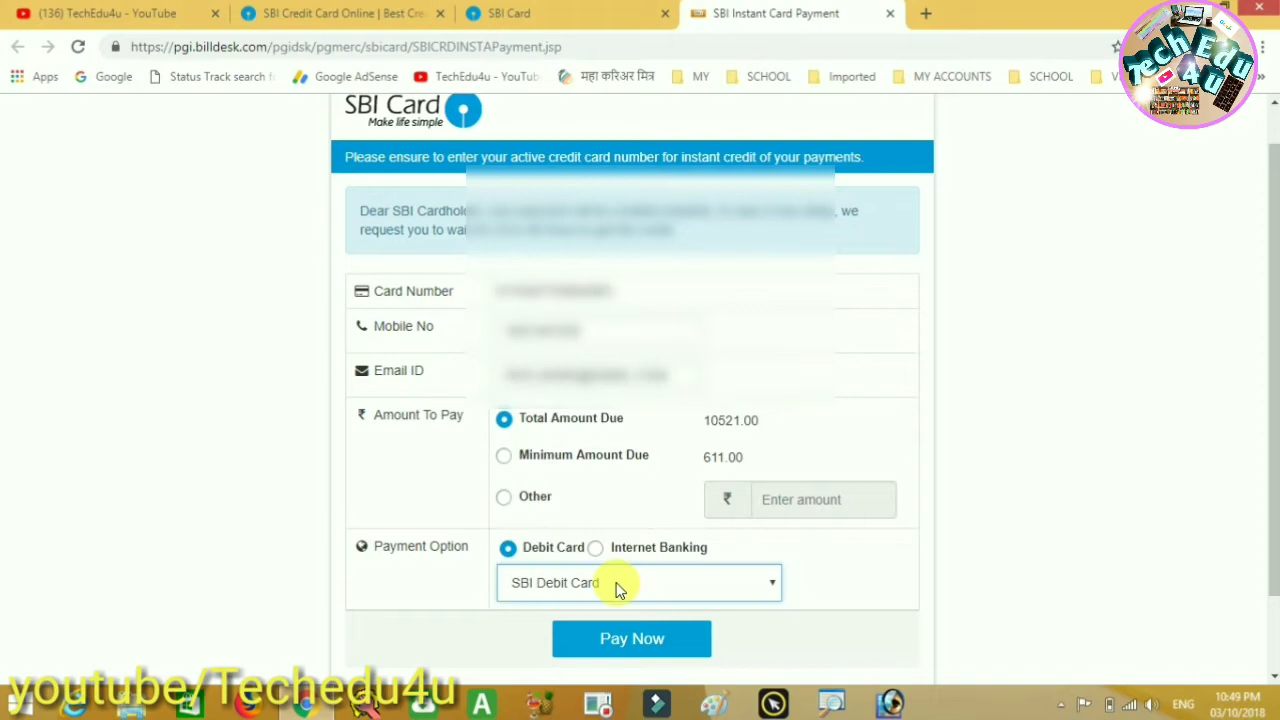 (136) TechEdu4u - YouTube
SBI Credit Card Online | Best Cre
SBI Card
SBI Instant Card Payment
https://pgi.billdesk.com/pgidsk/pgmerc/sbicard/SBICRDINSTAPayment.jsp
Apps
Google
Status Track search f
Google AdSense
TechEdu4u - YouTub
महा करिअर मित्र
MY
SCHOOL
Imported
MY ACCOUNTS
SCHOOL
Tech Edu
4U
SBI Card
Make life simple
Please ensure to enter your active credit card number for instant credit of your payments.
Dear SBI Cardhold
, we
request you to wai
Card Number
Mobile No
Email ID
₹ Amount To Pay
Total Amount Due 10521.00
Minimum Amount Due 611.00
Other ₹ Enter amount
Payment Option
Debit Card Internet Banking
SBI Debit Card
Pay Now
youtube/Techedu4u
ENG
10:49 PM
03/10/2018